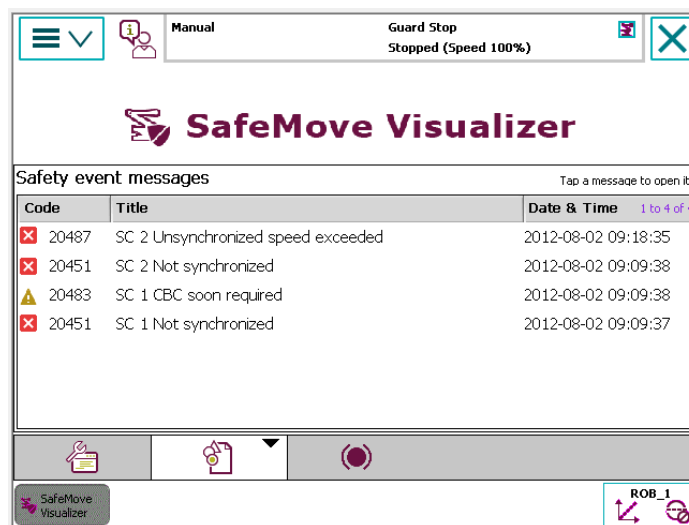 Manual
Guard Stop
Stopped (Speed 100%)
SafeMove Visualizer
Safety event messages
Tap a message to open it
Code Title Date & Time 1 to 4 of
20487 SC 2 Unsynchronized speed exceeded 2012-08-02 09:18:35
20451 SC 2 Not synchronized 2012-08-02 09:09:38
20483 SC 1 CBC soon required 2012-08-02 09:09:38
20451 SC 1 Not synchronized 2012-08-02 09:09:37
SafeMove
Visualizer
ROB_1